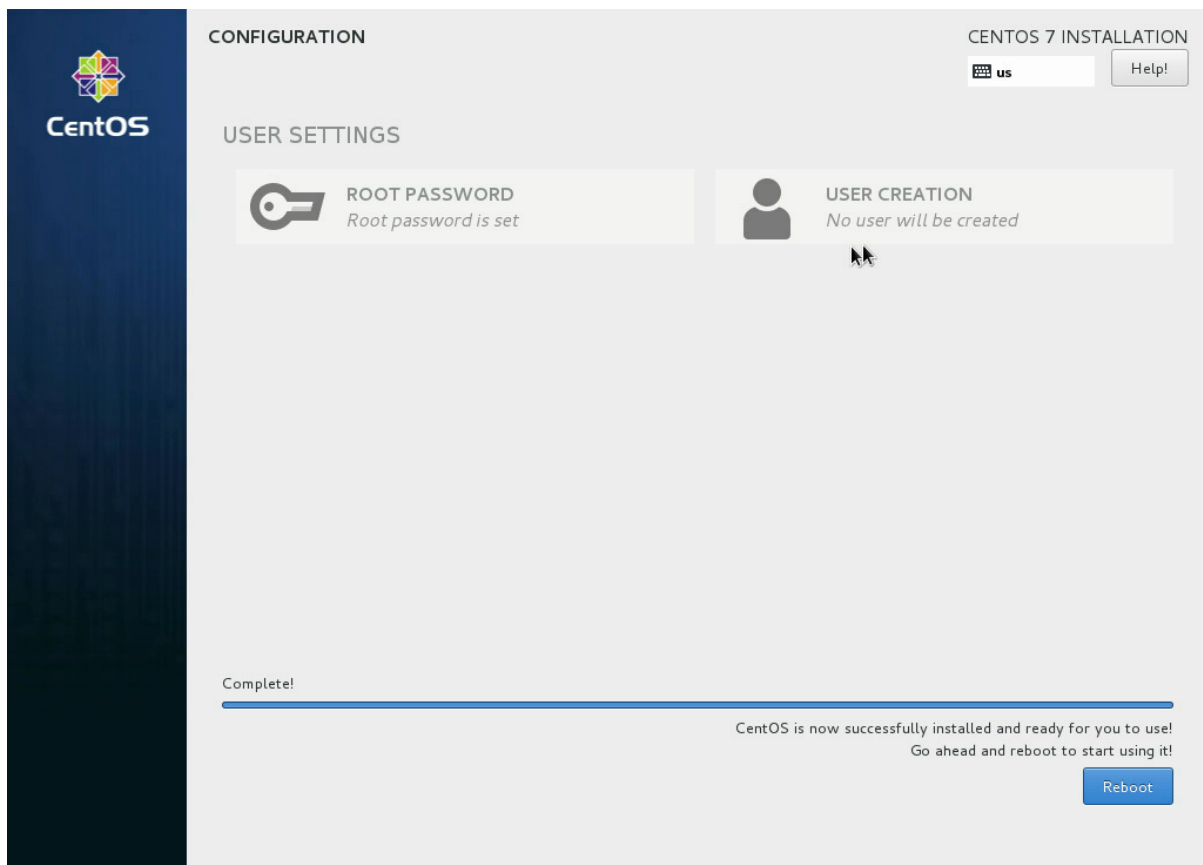 CentOS
CONFIGURATION
CENTOS 7 INSTALLATION
us
Help!
USER SETTINGS
ROOT PASSWORD
Root password is set
USER CREATION
No user will be created
Complete!
CentOS is now successfully installed and ready for you to use!
Go ahead and reboot to start using it!
Reboot